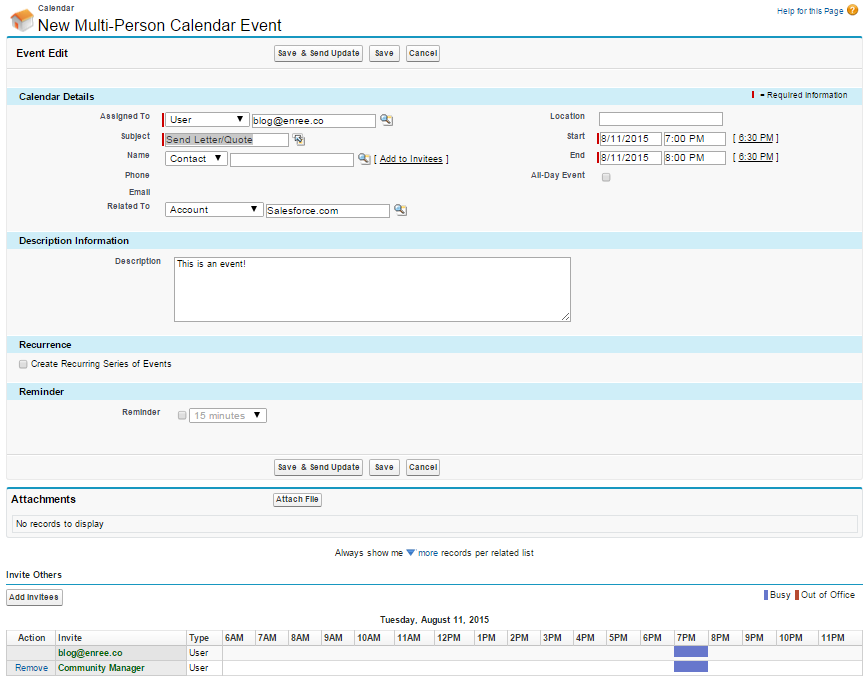 Calendar
New Multi-Person Calendar Event
Help for this Page ?
Event Edit Save & Send Update Save Cancel
Calendar Details = Required Information
Assigned To User blog@enree.co Location
Subject Send Letter/Quote Start 8/11/2015 7:00 PM [ 6:30 PM ]
Name Contact [ Add to Invitees ] End 8/11/2015 8:00 PM [ 6:30 PM ]
Phone All-Day Event
Email
Related To Account Salesforce.com
Description Information
Description This is an event!
Recurrence
Create Recurring Series of Events
Reminder
Reminder 15 minutes
Save & Send Update Save Cancel
Attachments Attach File
No records to display
Always show me more records per related list
Invite Others
Add Invitees Busy Out of Office
Tuesday, August 11, 2015
Action Invite Type 6AM 7AM 8AM 9AM 10AM 11AM 12PM 1PM 2PM 3PM 4PM 5PM 6PM 7PM 8PM 9PM 10PM 11PM
blog@enree.co User
Remove Community Manager User